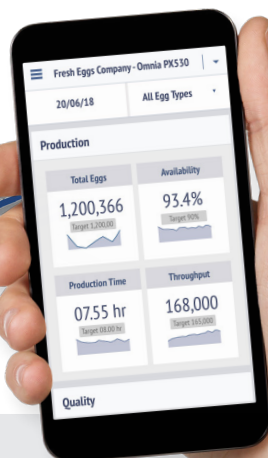 Fresh Eggs Company - Omnia PX530
20/06/18
All Egg Types
Production
Total Eggs
1,200,366
Target 1,200,00
Availability
93.4%
Target 90%
Production Time
07.55 hr
Target 08.00 hr
Throughput
168,000
Target 165,000
Quality